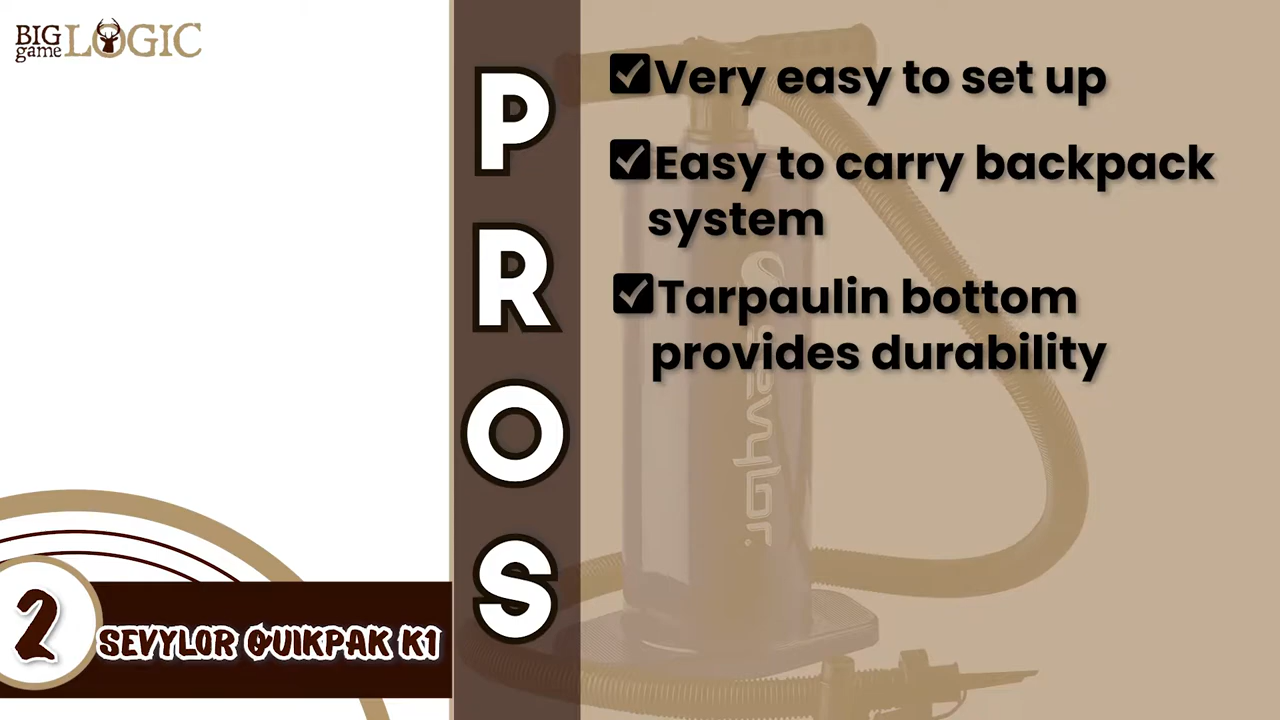 BIG game LOGIC
PROS
☑Very easy to set up
☑Easy to carry backpack
system
☑Tarpaulin bottom
provides durability
sevylor.
2
SEVYLOR QUIKPAK K1